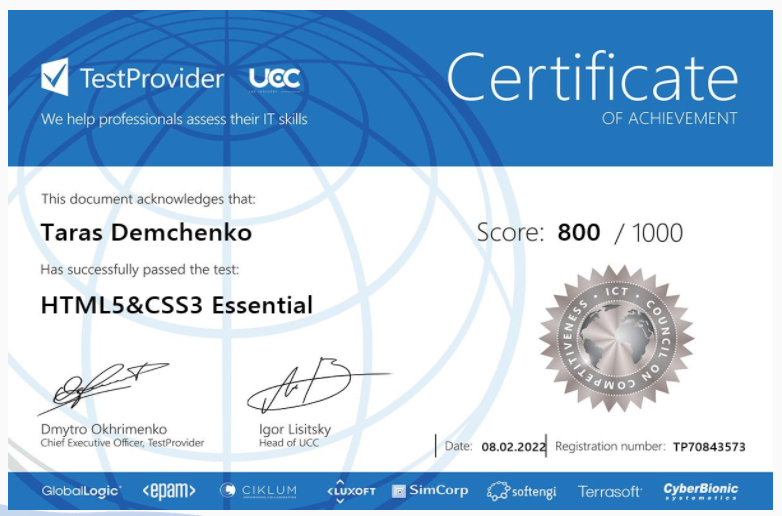 TestProvider UCC
We help professionals assess their IT skills
Certificate
OF ACHIEVEMENT
This document acknowledges that:
Taras Demchenko
Has successfully passed the test:
HTML5&CSS3 Essential
Score: 800 / 1000
ICT COUNCIL ON COMPETITIVENESS
Dmytro Okhrimenko
Chief Executive Officer, TestProvider
Igor Lisitsky
Head of UCC
Date: 08.02.2022 Registration number: TP70843573
GlobalLogic <epam> CIKLUM <LUXOFT SimCorp softengi Terrasoft CyberBionic
systematics